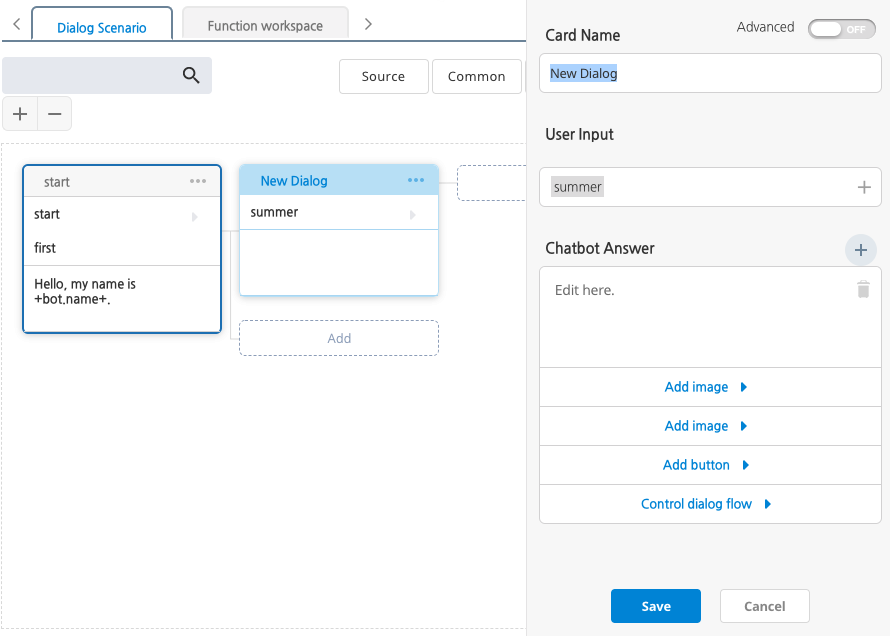 Dialog Scenario
Function workspace
Source
Common
start
start
first
Hello, my name is
+bot.name+.
New Dialog
summer
Add
Card Name
Advanced
OFF
New Dialog
User Input
summer
Chatbot Answer
Edit here.
Add image
Add image
Add button
Control dialog flow
Save
Cancel